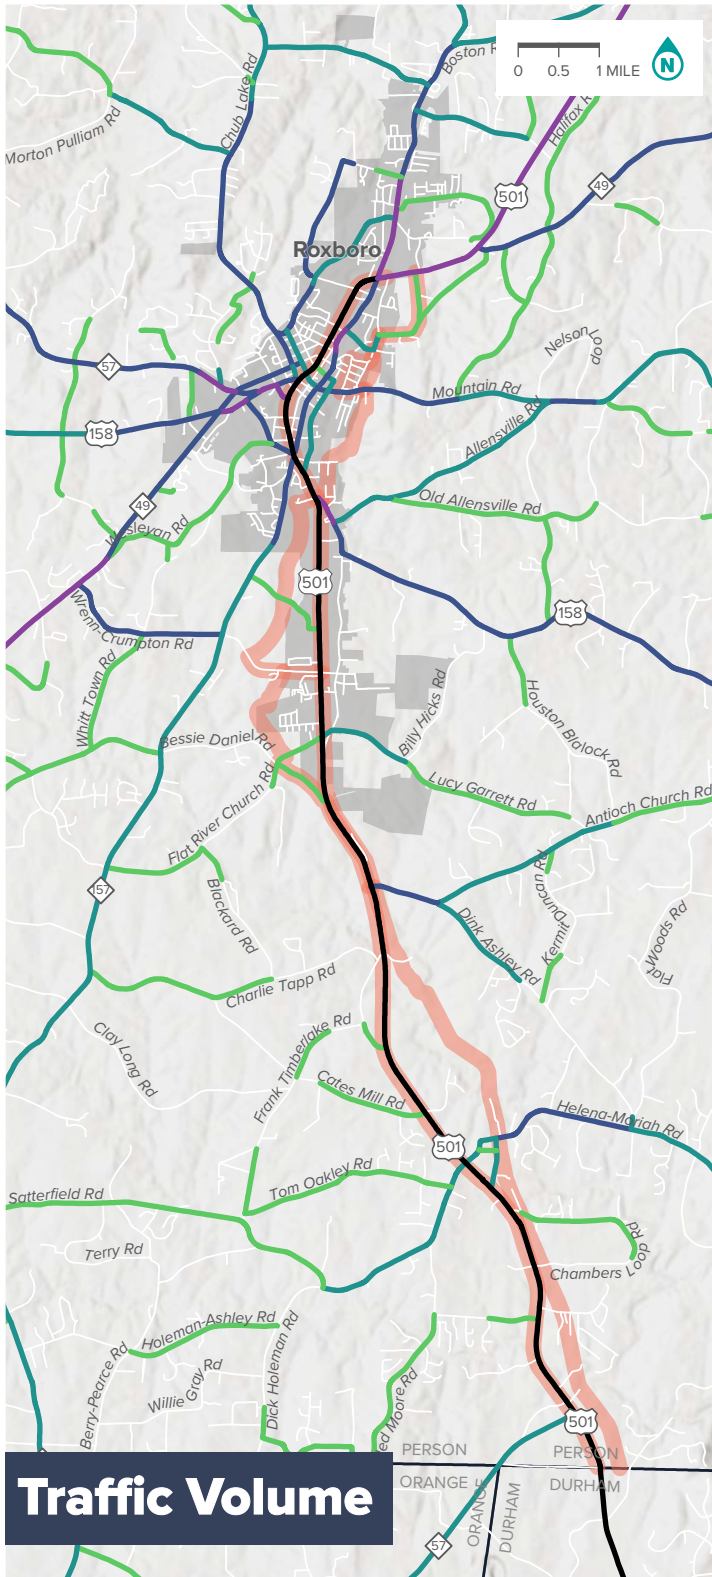 Boston R
0 0.5 1 MILE
N
Chub Lake Rd
Morton Pulliam Rd
Halifax R
501
49
Roxboro
Nelson Loop
57
Mountain Rd
158
Allensville Rd
49
Old Allensville Rd
Wesleyan Rd
501
Wrenn-Crumpton Rd
158
Whitt Town Rd
Billy Hicks Rd
Houston Blalock Rd
Bessie Daniel Rd
Lucy Garrett Rd
Antioch Church Rd
Flat River Church Rd
157
Blackard Rd
Duncan Rd
Kermit
Dink Ashley Rd
Flat Woods Rd
Charlie Tapp Rd
Clay Long Rd
Frank Timberlake Rd
Cates Mill Rd
Helena-Moriah Rd
501
Tom Oakley Rd
Satterfield Rd
Terry Rd
Chambers Loop Rd
Holeman-Ashley Rd
Berry-Pearce Rd
Willie Gray Rd
Dick Holeman Rd
ed Moore Rd
501
PERSON
PERSON
ORANGE
DURHAM
ORANGE
DURHAM
Traffic Volume
57